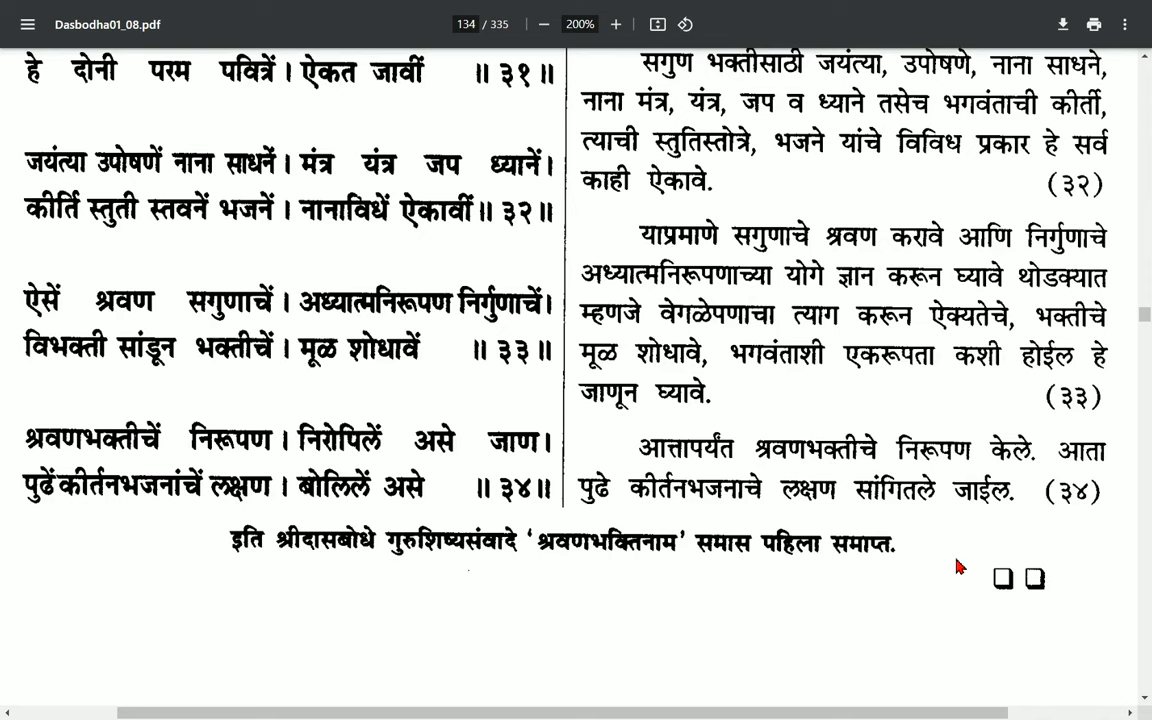 Dasbodha01_08.pdf
134 / 335
200%
हे दोनी परम पवित्रें। ऐकत जावीं ॥३१॥
जयंत्या उपोषणें नाना साधनें। मंत्र यंत्र जप ध्यानें।
कीर्ति स्तुती स्तवनें भजनें। नानाविधें ऐकावीं॥३२॥
ऐसें श्रवण सगुणाचें। अध्यात्मनिरूपण निर्गुणाचें।
विभक्ती सांडून भक्तीचें। मूळ शोधावें ॥३३॥
श्रवणभक्तीचें निरूपण। निरोपिलें असे जाण।
पुढें कीर्तनभजनांचें लक्षण। बोलिलें असे ॥३४॥
सगुण भक्तीसाठी जयंत्या, उपोषणे, नाना साधने,
नाना मंत्र, यंत्र, जप व ध्याने तसेच भगवंताची कीर्ती,
त्याची स्तुतिस्तोत्रे, भजने यांचे विविध प्रकार हे सर्व
काही ऐकावे. (३२)
याप्रमाणे सगुणाचे श्रवण करावे आणि निर्गुणाचे
अध्यात्मनिरूपणाच्या योगे ज्ञान करून घ्यावे थोडक्यात
म्हणजे वेगळेपणाचा त्याग करून ऐक्यतेचे, भक्तीचे
मूळ शोधावे, भगवंताशी एकरूपता कशी होईल हे
जाणून घ्यावे. (३३)
आत्तापर्यंत श्रवणभक्तीचे निरूपण केले. आता
पुढे कीर्तनभजनाचे लक्षण सांगितले जाईल. (३४)
इति श्रीदासबोधे गुरुशिष्यसंवादे ‘श्रवणभक्तिनाम’ समास पहिला समाप्त.